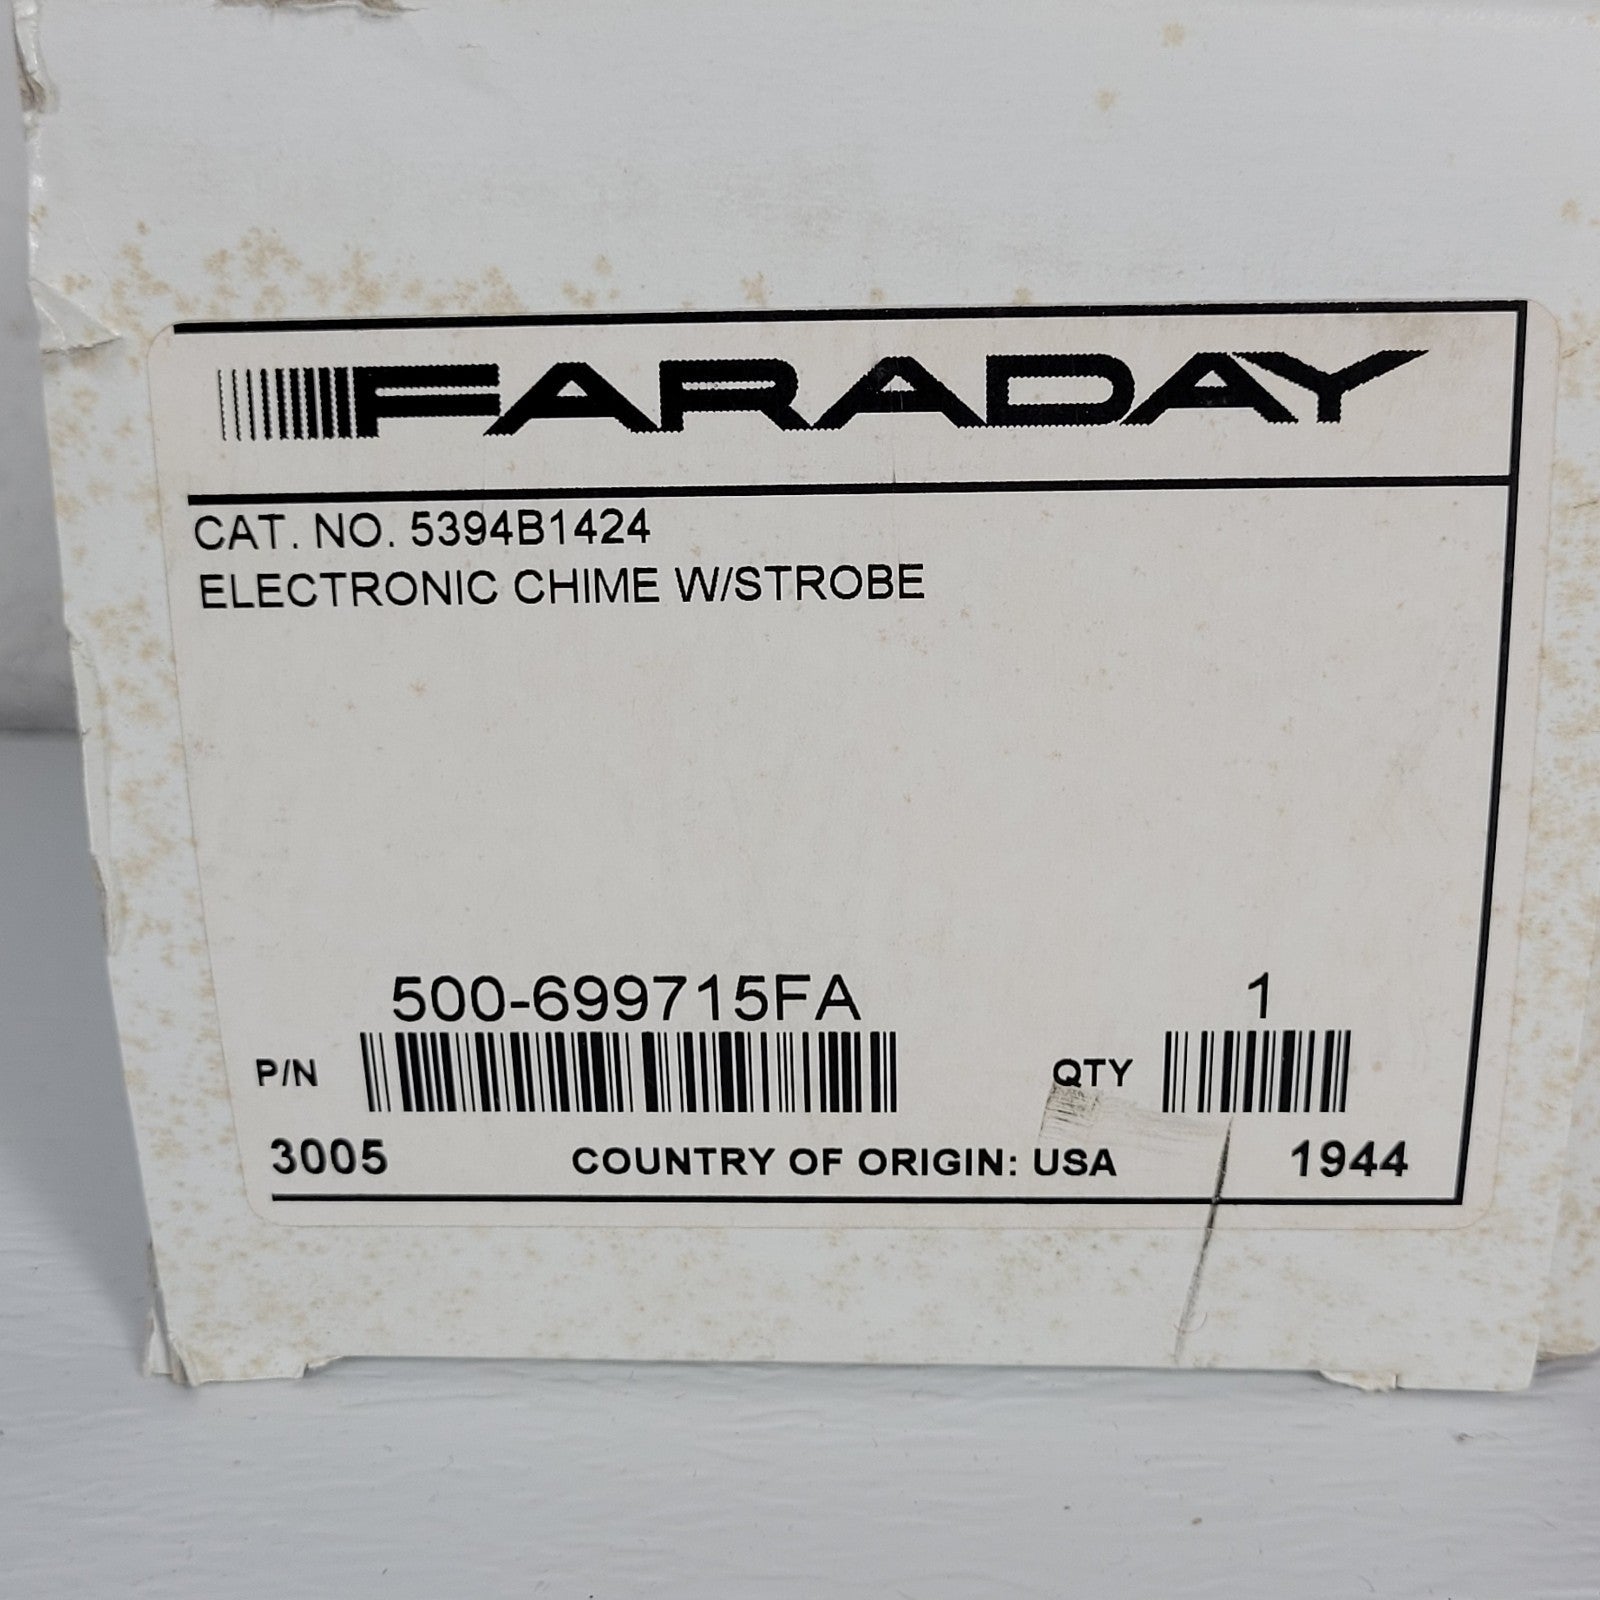 FARADAY
CAT. NO. 5394B1424
ELECTRONIC CHIME W/STROBE
500-699715FA 1
P/N QTY
3005 COUNTRY OF ORIGIN: USA 1944